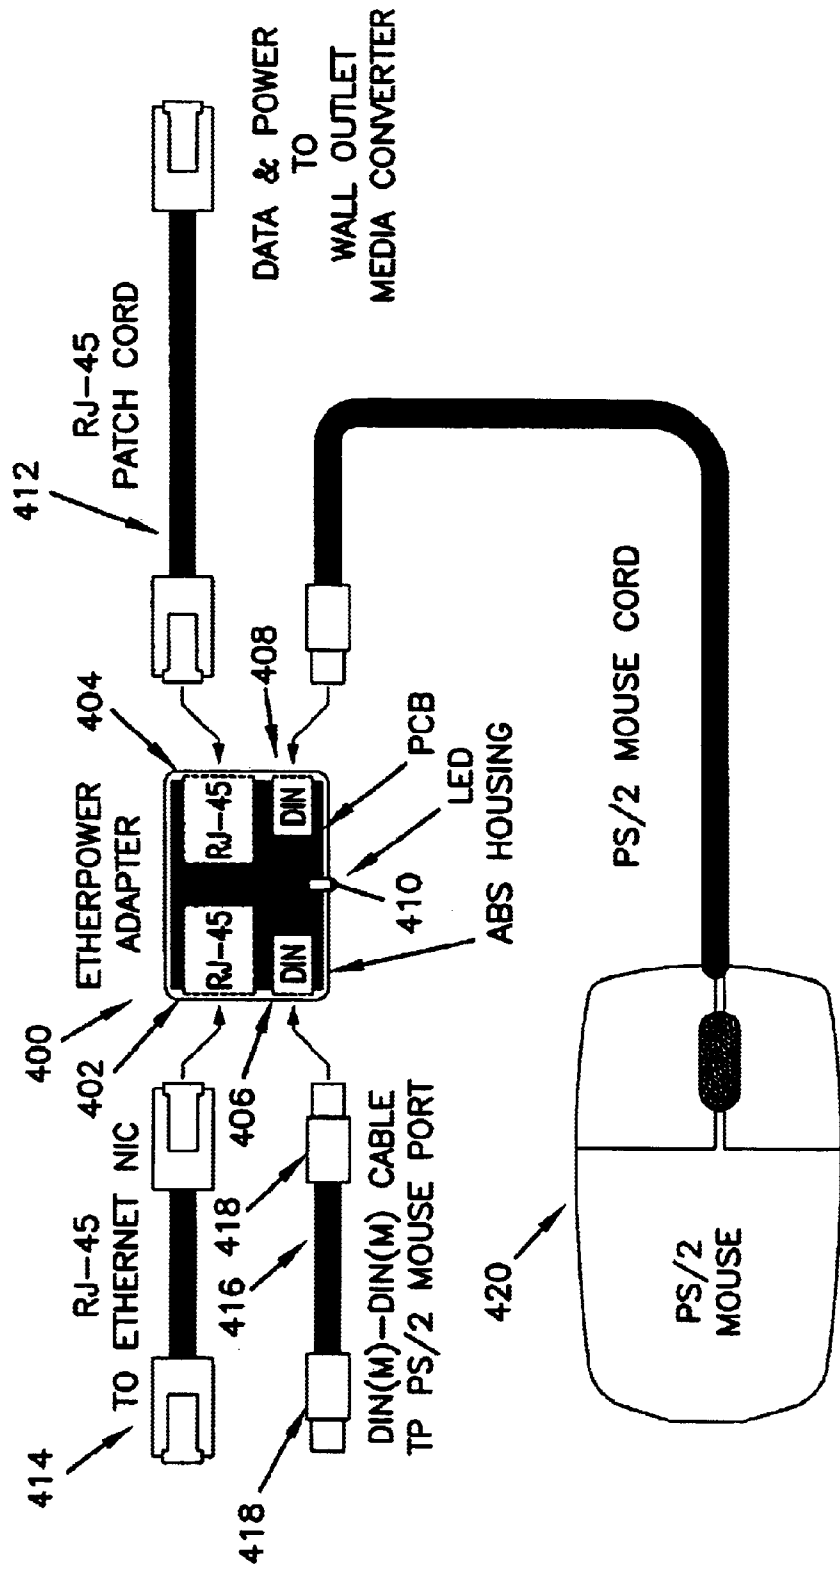 414
RJ-45
TO ETHERNET NIC
402
400
ETHERPOWER
ADAPTER
404
412
RJ-45
PATCH CORD
RJ-45
RJ-45
DIN
DIN
DATA & POWER
TO
WALL OUTLET
MEDIA CONVERTER
418
416
418
406
408
DIN(M)-DIN(M) CABLE
TP PS/2 MOUSE PORT
410
PCB
LED
ABS HOUSING
420
PS/2
MOUSE
PS/2 MOUSE CORD